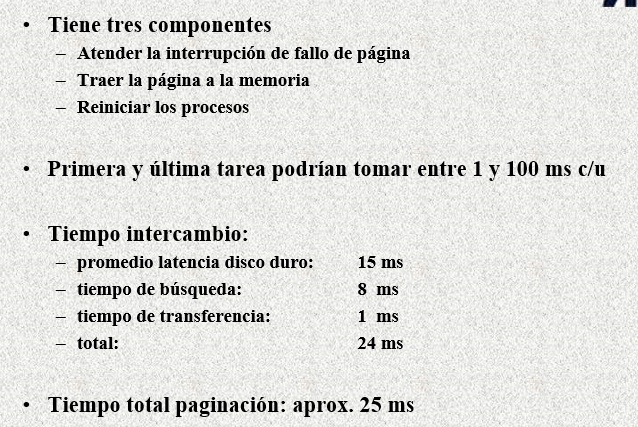 • Tiene tres componentes
– Atender la interrupción de fallo de página
– Traer la página a la memoria
– Reiniciar los procesos
• Primera y última tarea podrían tomar entre 1 y 100 ms c/u
• Tiempo intercambio:
– promedio latencia disco duro: 15 ms
– tiempo de búsqueda: 8 ms
– tiempo de transferencia: 1 ms
– total: 24 ms
• Tiempo total paginación: aprox. 25 ms